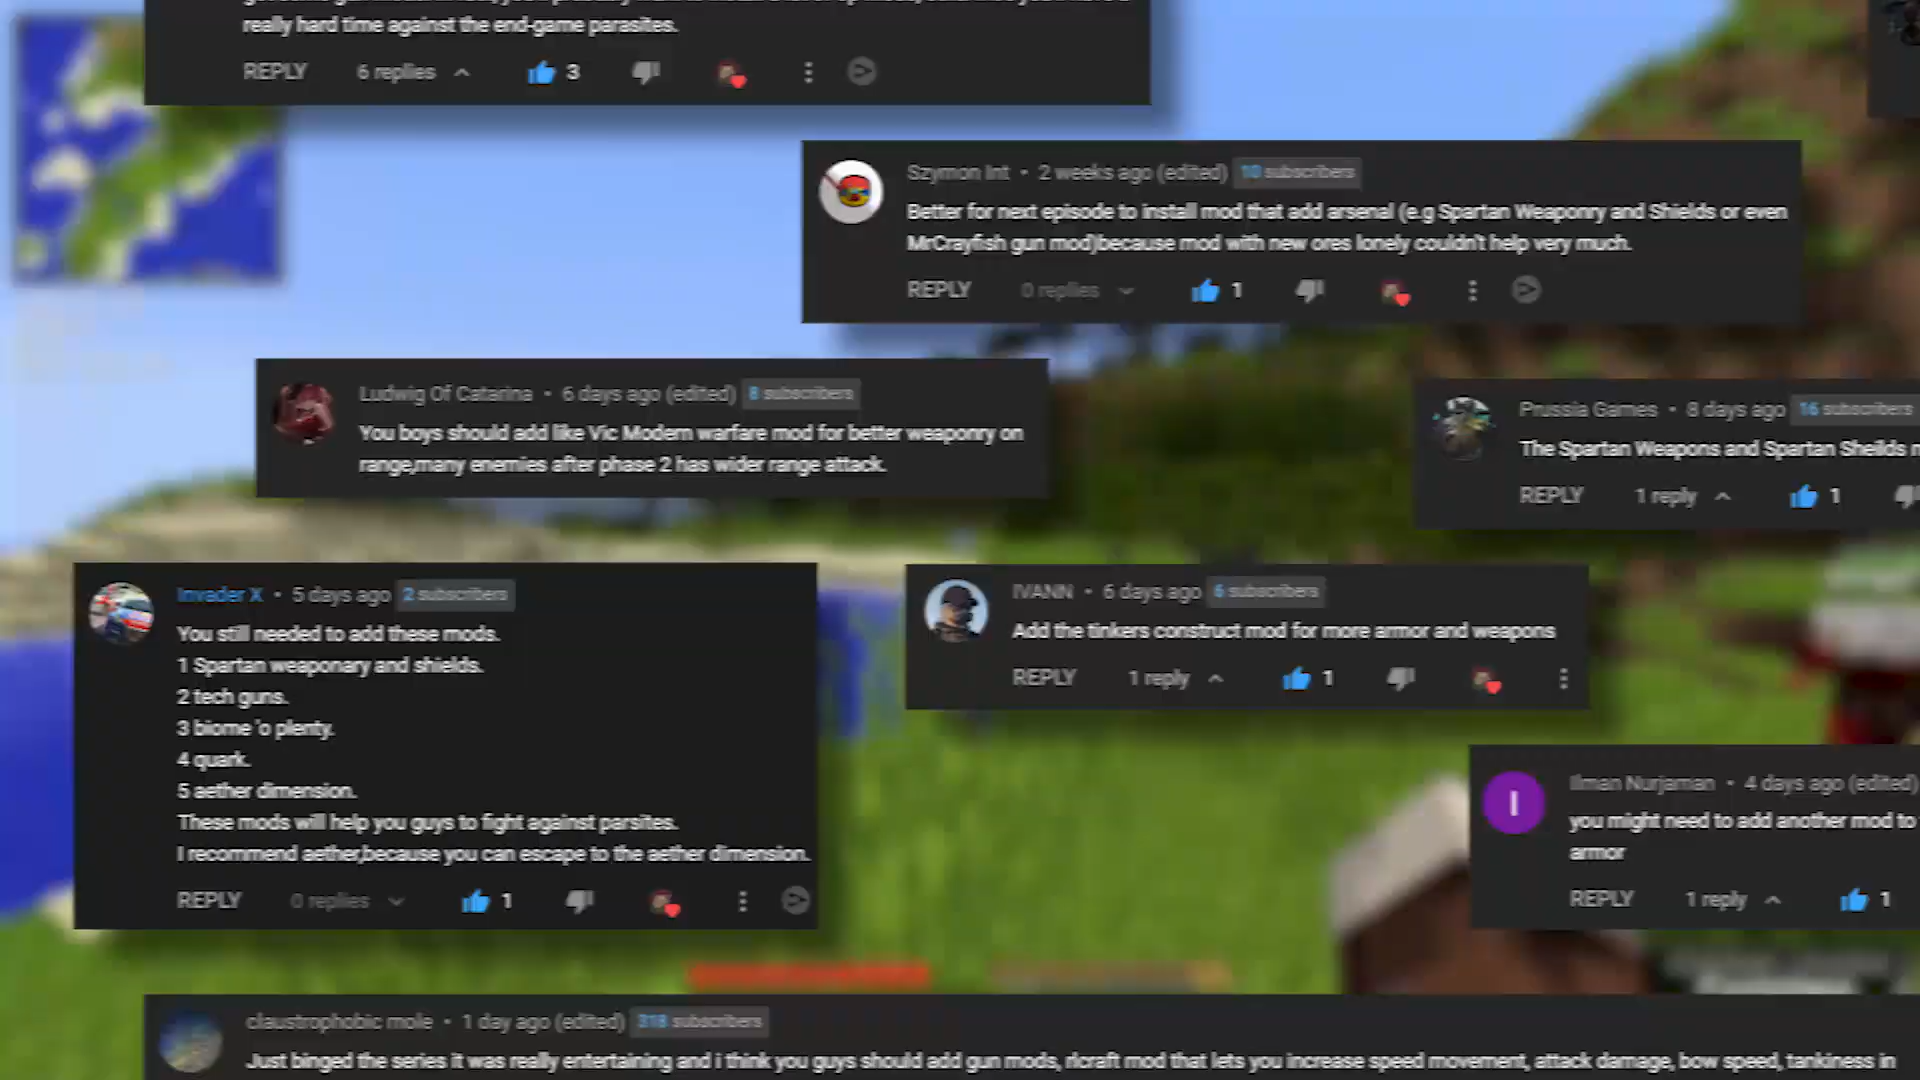 really hard time against the end-game parasites.
REPLY 6 replies 3
Szymon Int • 2 weeks ago (edited) 10 subscribers
Better for next episode to install mod that add arsenal (e.g Spartan Weaponry and Shields or even
MrCrayfish gun mod)because mod with new ores lonely couldn't help very much.
REPLY 0 replies 1
Ludwig Of Catarina • 6 days ago (edited) 8 subscribers
You boys should add like Vic Modern warfare mod for better weaponry on
range,many enemies after phase 2 has wider range attack.
Prussia Games • 8 days ago 16 subscribers
The Spartan Weapons and Spartan Sheilds
REPLY 1 reply 1
Invader X • 5 days ago 2 subscribers
You still needed to add these mods.
1 Spartan weaponary and shields.
2 tech guns.
3 biome 'o plenty.
4 quark.
5 aether dimension.
These mods will help you guys to fight against parsites.
I recommend aether,because you can escape to the aether dimension.
REPLY 0 replies 1
IVANN • 6 days ago 6 subscribers
Add the tinkers construct mod for more armor and weapons
REPLY 1 reply 1
Ilman Nurjaman • 4 days ago (edited)
I
you might need to add another mod to
armor
REPLY 1 reply 1
claustrophobic mole • 1 day ago (edited) 318 subscribers
Just binged the series it was really entertaining and i think you guys should add gun mods, rlcraft mod that lets you increase speed movement, attack damage, bow speed, tankiness in